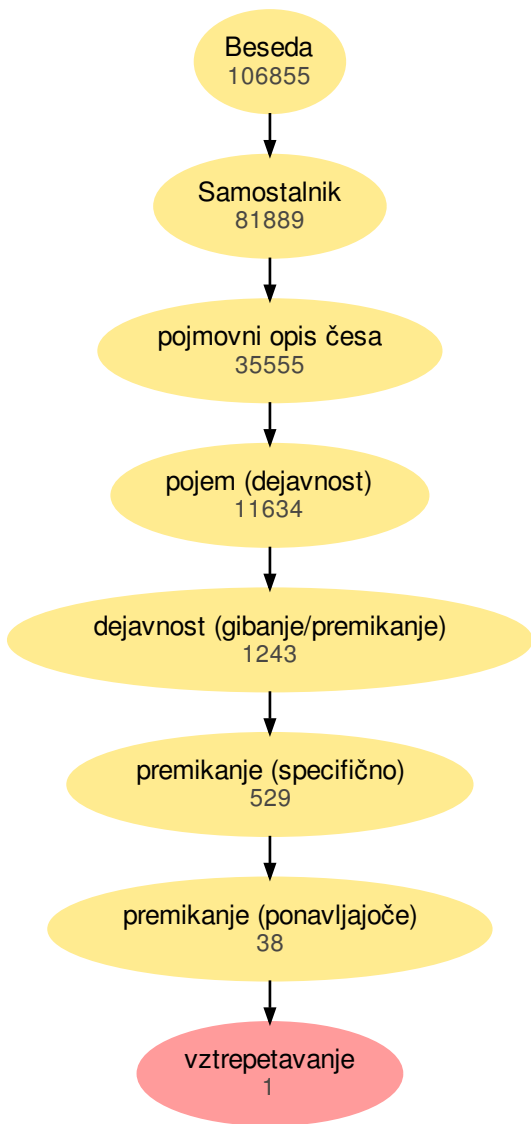 Beseda
106855
Samostalnik
81889
pojmovni opis česa
35555
pojem (dejavnost)
11634
dejavnost (gibanje/premikanje)
1243
premikanje (specifično)
529
premikanje (ponavljajoče)
38
vztrepetavanje
1